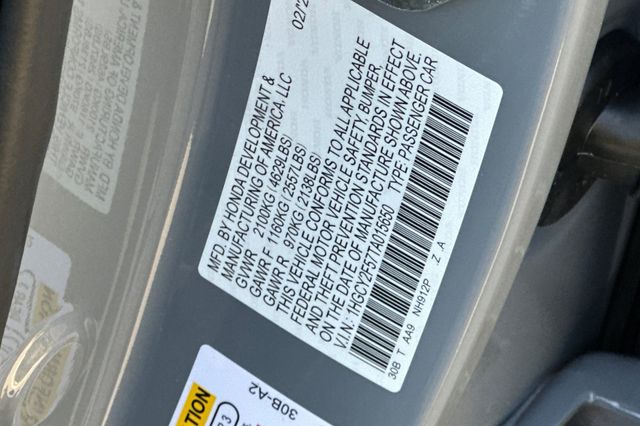 MFD. BY HONDA DEVELOPMENT &
MANUFACTURING OF AMERICA, LLC 02/2
GVWR 2100KG (4629LBS)
GAWR F 1160KG (2557LBS)
GAWR R 970KG (2138LBS)
THIS VEHICLE CONFORMS TO ALL APPLICABLE
FEDERAL MOTOR VEHICLE SAFETY, BUMPER,
AND THEFT PREVENTION STANDARDS IN EFFECT
ON THE DATE OF MANUFACTURE SHOWN ABOVE.
V.I.N.: 1HGCY2F577A015650 TYPE: PASSENGER CAR
30B T AA9 NH912P Z A
30B-A2